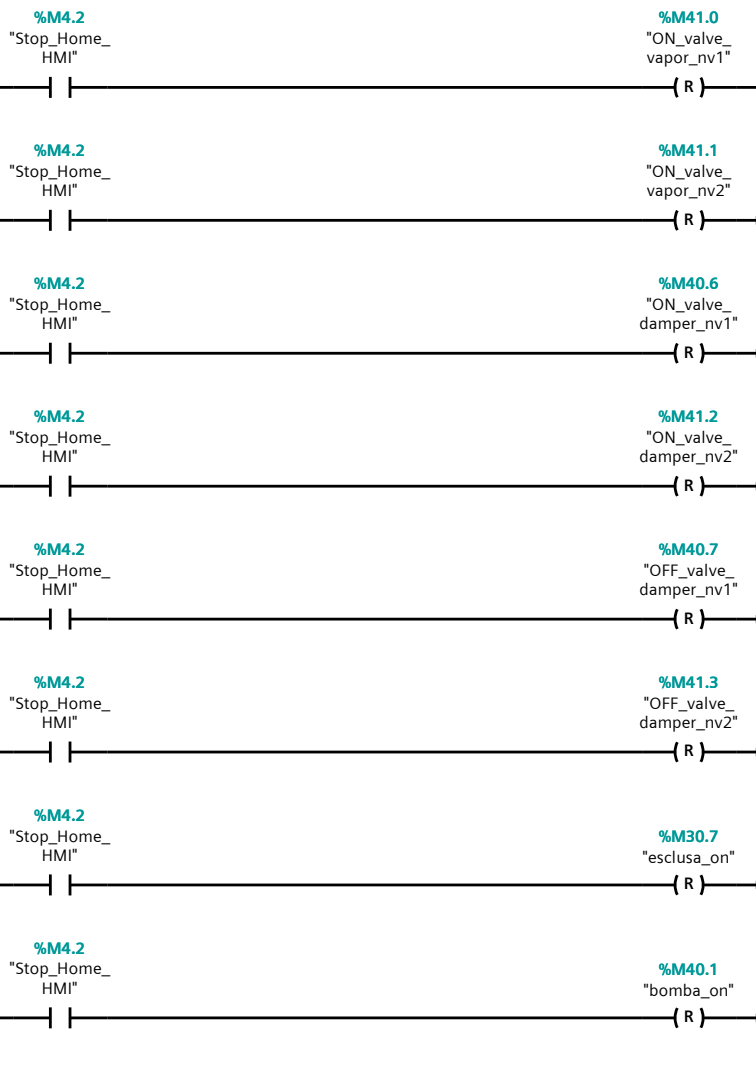 %M4.2
"Stop_Home_
HMI"
%M41.0
"ON_valve_
vapor_nv1"
R
%M4.2
"Stop_Home_
HMI"
%M41.1
"ON_valve_
vapor_nv2"
R
%M4.2
"Stop_Home_
HMI"
%M40.6
"ON_valve_
damper_nv1"
R
%M4.2
"Stop_Home_
HMI"
%M41.2
"ON_valve_
damper_nv2"
R
%M4.2
"Stop_Home_
HMI"
%M40.7
"OFF_valve_
damper_nv1"
R
%M4.2
"Stop_Home_
HMI"
%M41.3
"OFF_valve_
damper_nv2"
R
%M4.2
"Stop_Home_
HMI"
%M30.7
"esclusa_on"
R
%M4.2
"Stop_Home_
HMI"
%M40.1
"bomba_on"
R